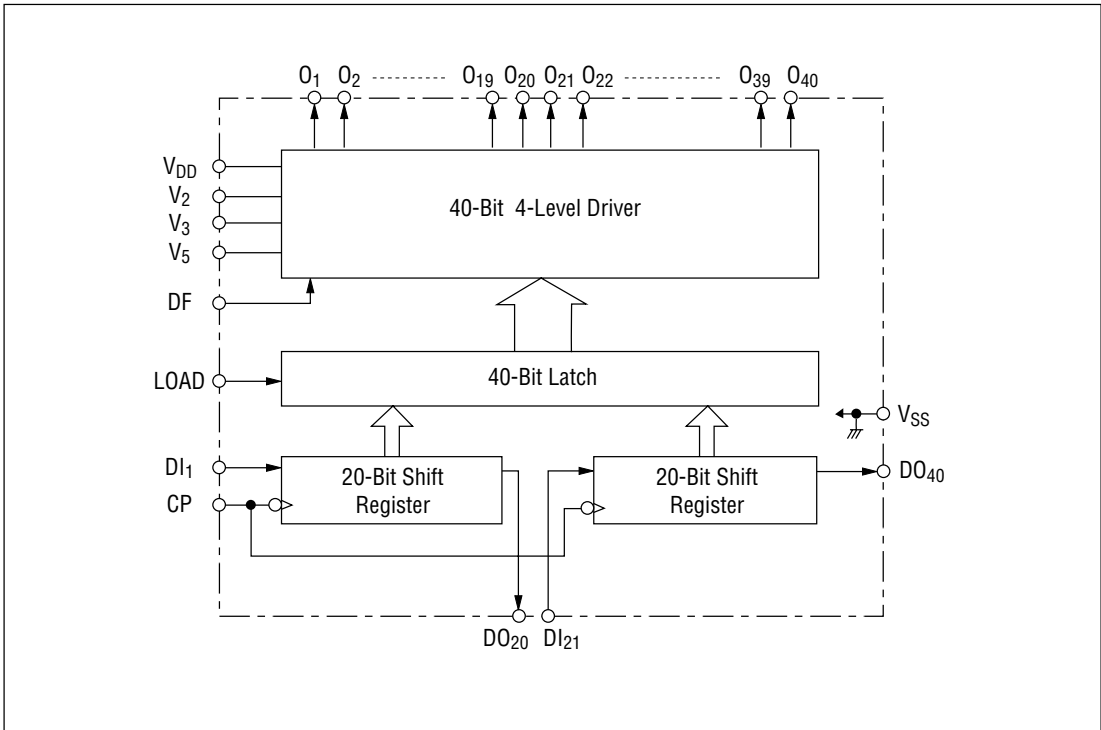 O1 O2 O19 O20 O21 O22 O39 O40
VDD
V2
V3
V5
40-Bit 4-Level Driver
DF
LOAD
40-Bit Latch
VSS
DI1
CP
20-Bit Shift
Register
20-Bit Shift
Register
DO40
DO20 DI21